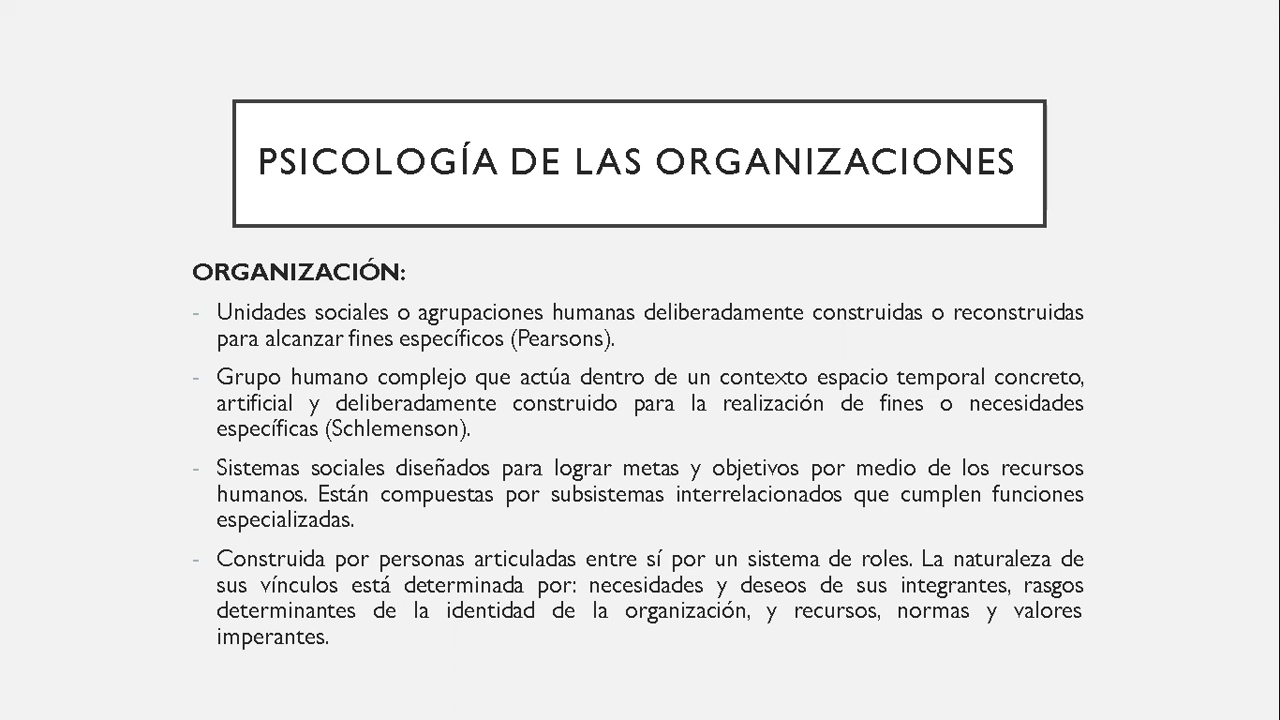 PSICOLOGÍA DE LAS ORGANIZACIONES
ORGANIZACIÓN:
- Unidades sociales o agrupaciones humanas deliberadamente construidas o reconstruidas
para alcanzar fines específicos (Pearsons).
- Grupo humano complejo que actúa dentro de un contexto espacio temporal concreto,
artificial y deliberadamente construido para la realización de fines o necesidades
específicas (Schlemenson).
- Sistemas sociales diseñados para lograr metas y objetivos por medio de los recursos
humanos. Están compuestas por subsistemas interrelacionados que cumplen funciones
especializadas.
- Construida por personas articuladas entre sí por un sistema de roles. La naturaleza de
sus vínculos está determinada por: necesidades y deseos de sus integrantes, rasgos
determinantes de la identidad de la organización, y recursos, normas y valores
imperantes.